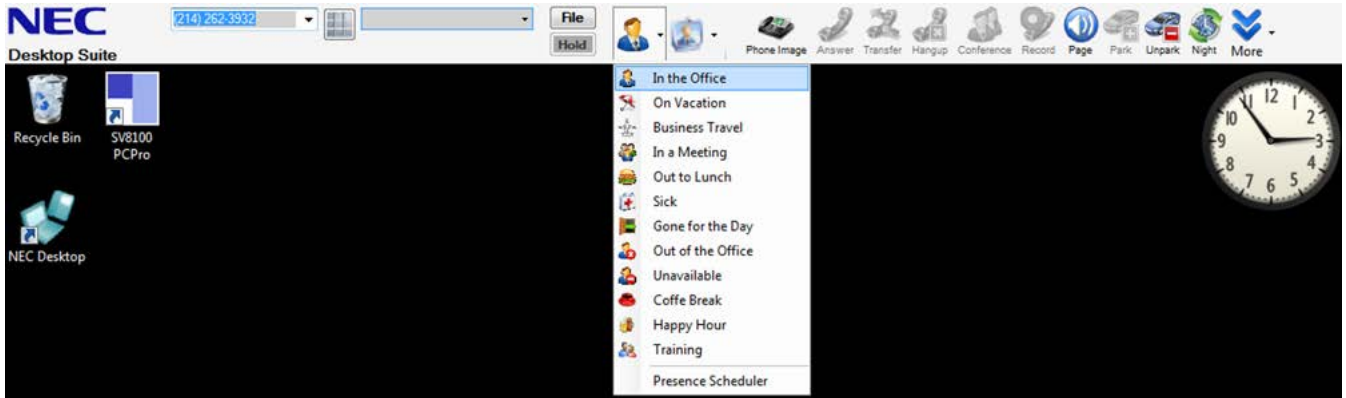 NEC
Desktop Suite
(214) 262-3932
File
Hold
Phone Image Answer Transfer Hangup Conference Record Page Park Unpark Night More
In the Office
On Vacation
Business Travel
In a Meeting
Out to Lunch
Sick
Gone for the Day
Out of the Office
Unavailable
Coffe Break
Happy Hour
Training
Presence Scheduler
Recycle Bin
SV8100
PCPro
NEC Desktop
12
1
2
3
4
5
6
7
8
9
10
11